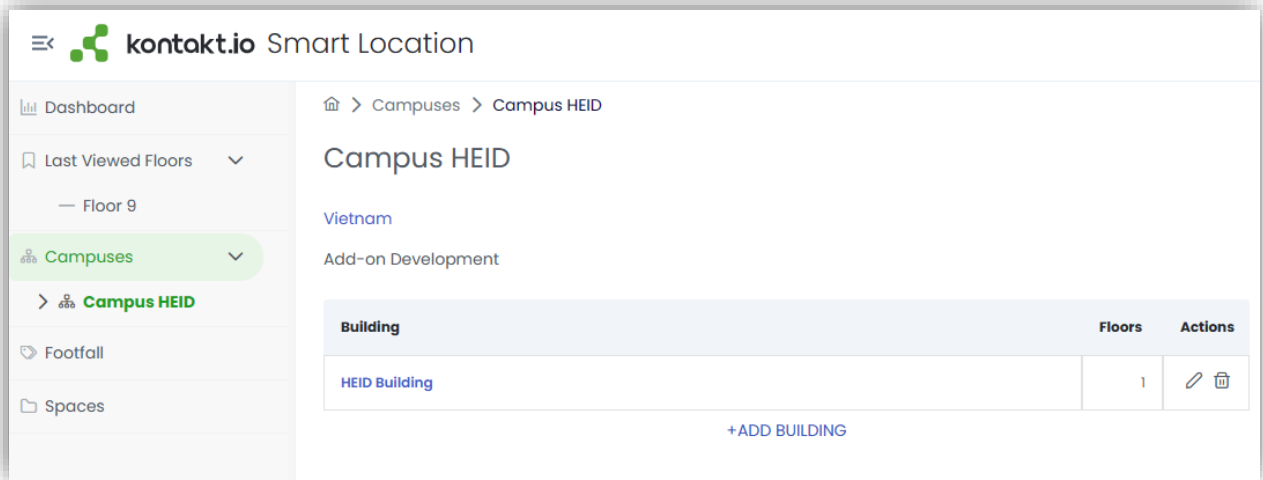 kontakt.io Smart Location
Dashboard
Last Viewed Floors
Floor 9
Campuses
Campus HEID
Footfall
Spaces
Campuses > Campus HEID
Campus HEID
Vietnam
Add-on Development
Building Floors Actions
HEID Building 1
+ADD BUILDING